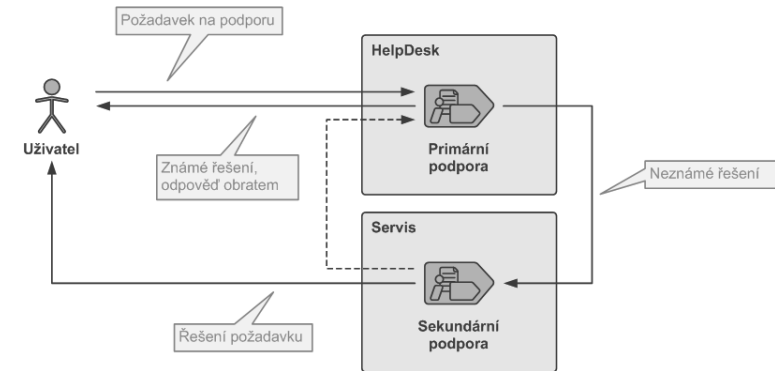 Požadavek na podporu
HelpDesk
Uživatel
Primární
podpora
Známé řešení,
odpověď obratem
Neznámé řešení
Servis
Sekundární
podpora
Řešení požadavku